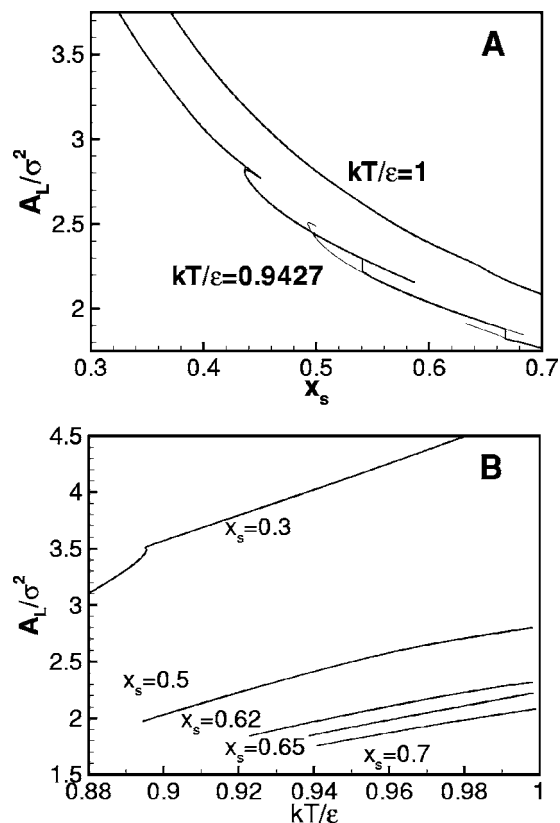 A
3.5
3
2.5
2
A_L/σ²
kT/ε=1
kT/ε=0.9427
0.3 0.4 0.5 0.6 0.7
x_s
B
4.5
4
3.5
3
2.5
2
1.5
A_L/σ²
x_s=0.3
x_s=0.5
x_s=0.62
x_s=0.65
x_s=0.7
0.88 0.9 0.92 0.94 0.96 0.98 1
kT/ε